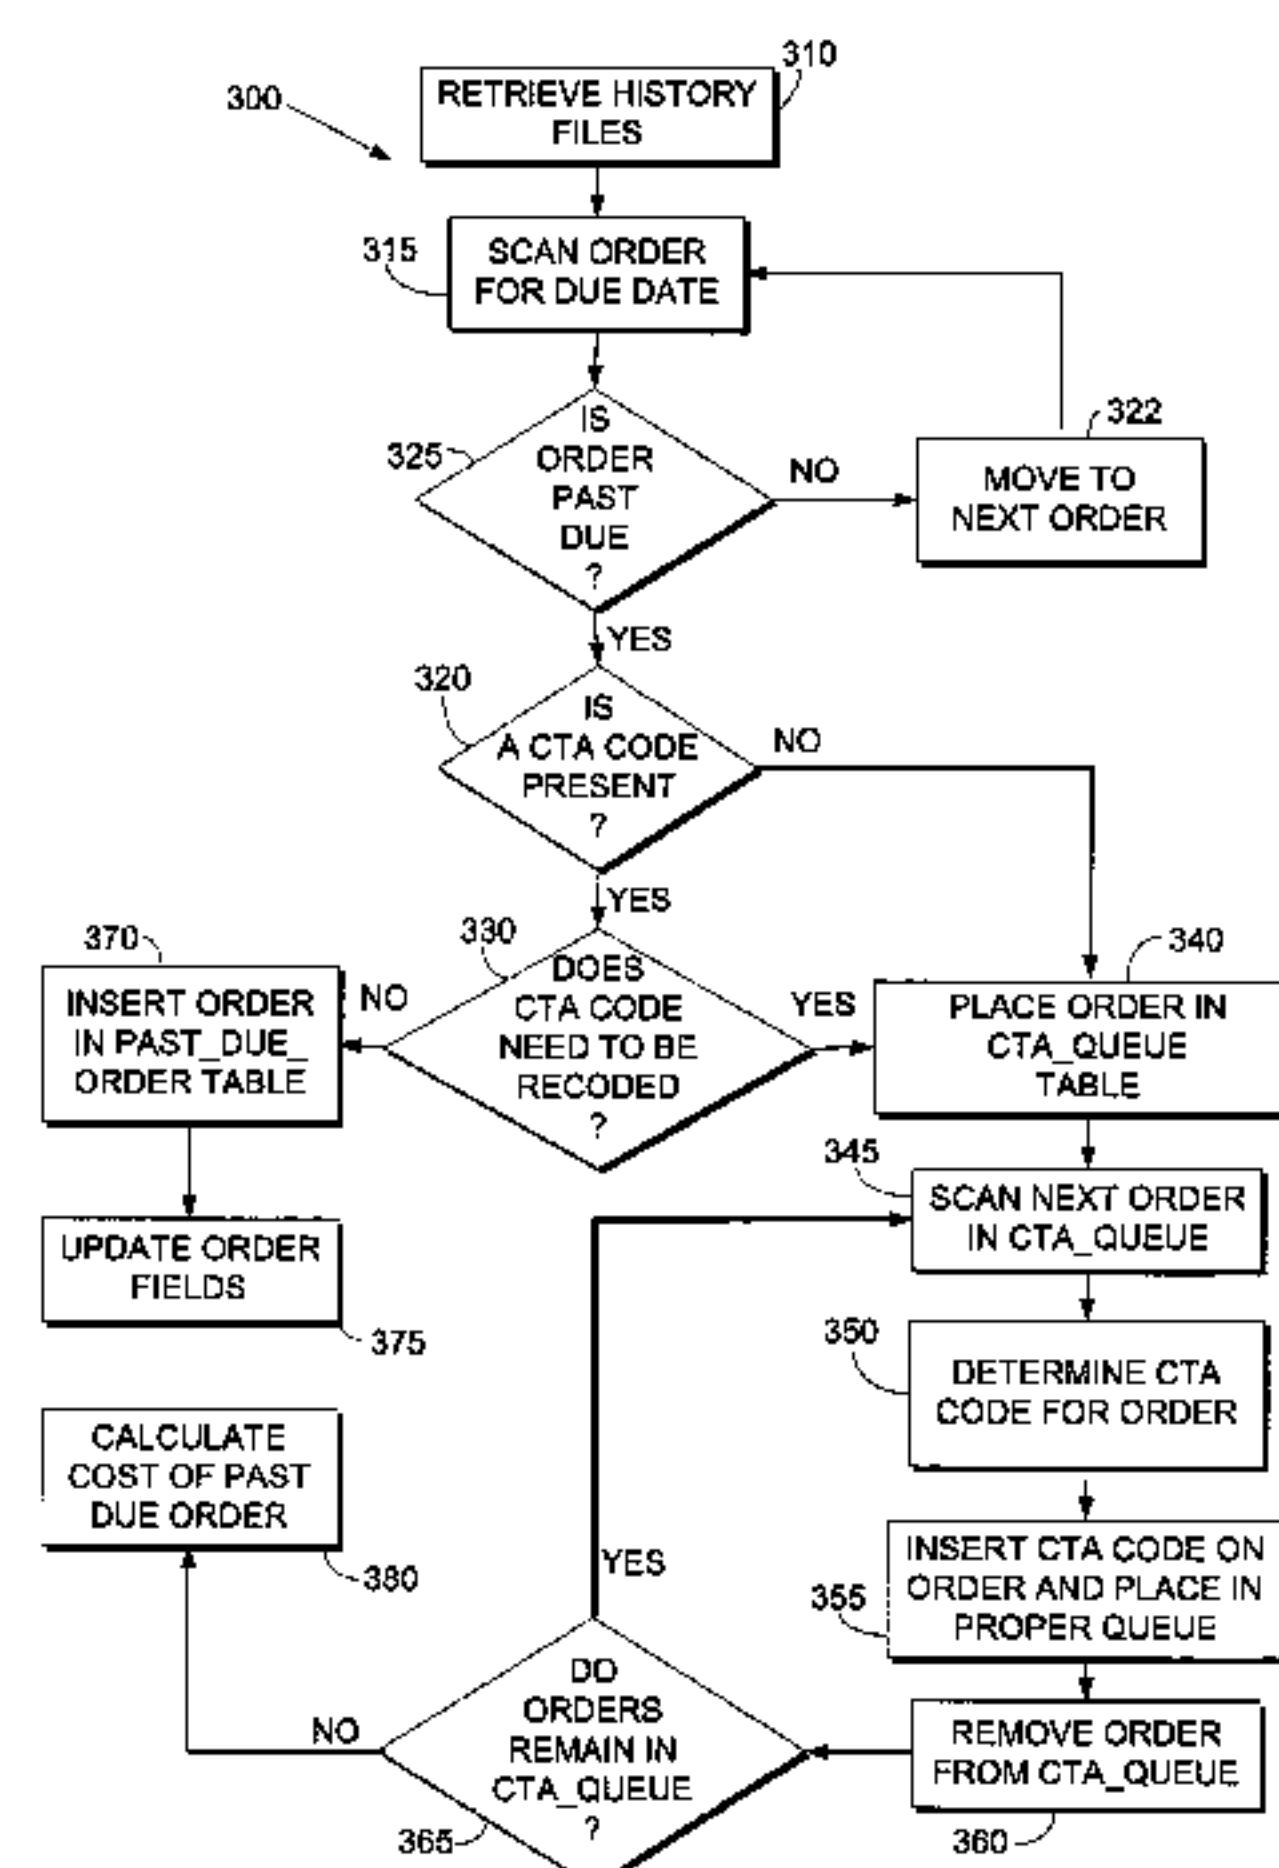 310
300
RETRIEVE HISTORY
FILES
315
SCAN ORDER
FOR DUE DATE
322
325
IS
ORDER
PAST
DUE
?
NO
MOVE TO
NEXT ORDER
YES
320
IS
A CTA CODE
PRESENT
?
NO
YES
330
370
340
INSERT ORDER
IN PAST_DUE_
ORDER TABLE
NO
DOES
CTA CODE
NEED TO BE
RECODED
?
YES
PLACE ORDER IN
CTA_QUEUE
TABLE
345
SCAN NEXT ORDER
IN CTA_QUEUE
UPDATE ORDER
FIELDS
375
350
DETERMINE CTA
CODE FOR ORDER
CALCULATE
COST OF PAST
DUE ORDER
380
YES
355
INSERT CTA CODE ON
ORDER AND PLACE IN
PROPER QUEUE
NO
DO
ORDERS
REMAIN IN
CTA_QUEUE
?
365
REMOVE ORDER
FROM CTA_QUEUE
360